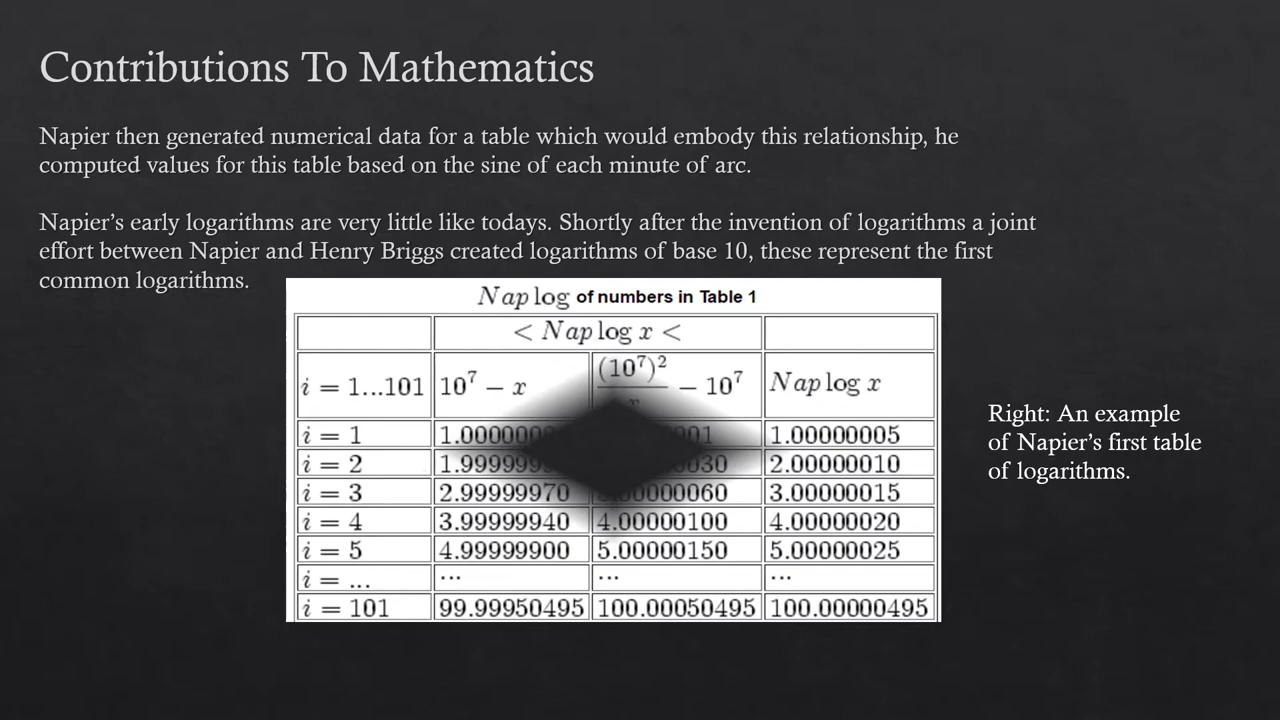 Contributions To Mathematics
Napier then generated numerical data for a table which would embody this relationship, he
computed values for this table based on the sine of each minute of arc.
Napier’s early logarithms are very little like todays. Shortly after the invention of logarithms a joint
effort between Napier and Henry Briggs created logarithms of base 10, these represent the first
common logarithms.
Nap log of numbers in Table 1
< Nap log x <
i = 1...101 10⁷ − x (10⁷)² − 10⁷ Nap log x
i = 1 1.00000005
i = 2 2.00000010
i = 3 2.99999970 3.00000015
i = 4 3.99999940 4.00000100 4.00000020
i = 5 4.99999900 5.00000150 5.00000025
i = ... ... ... ...
i = 101 99.99950495 100.00050495 100.00000495
Right: An example
of Napier’s first table
of logarithms.